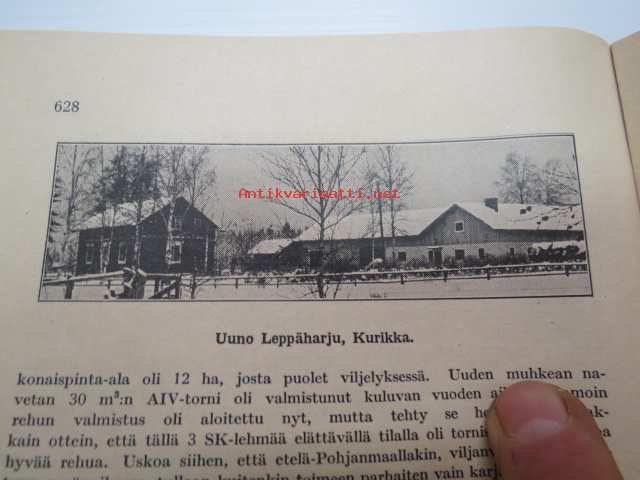 628
Antikvariaatti.net
Uuno Leppäharju, Kurikka.
konaispinta-ala oli 12 ha, josta puolet viljelyksessä. Uuden muhkean na-
vetan 30 m³:n AIV-torni oli valmistunut kuluvan vuoden
rehun valmistus oli aloitettu nyt, mutta tehty se
kain ottein, että tällä 3 SK-lehmää elättävällä tilalla oli
hyvää rehua. Uskoa siihen, että etelä-Pohjanmaallakin,